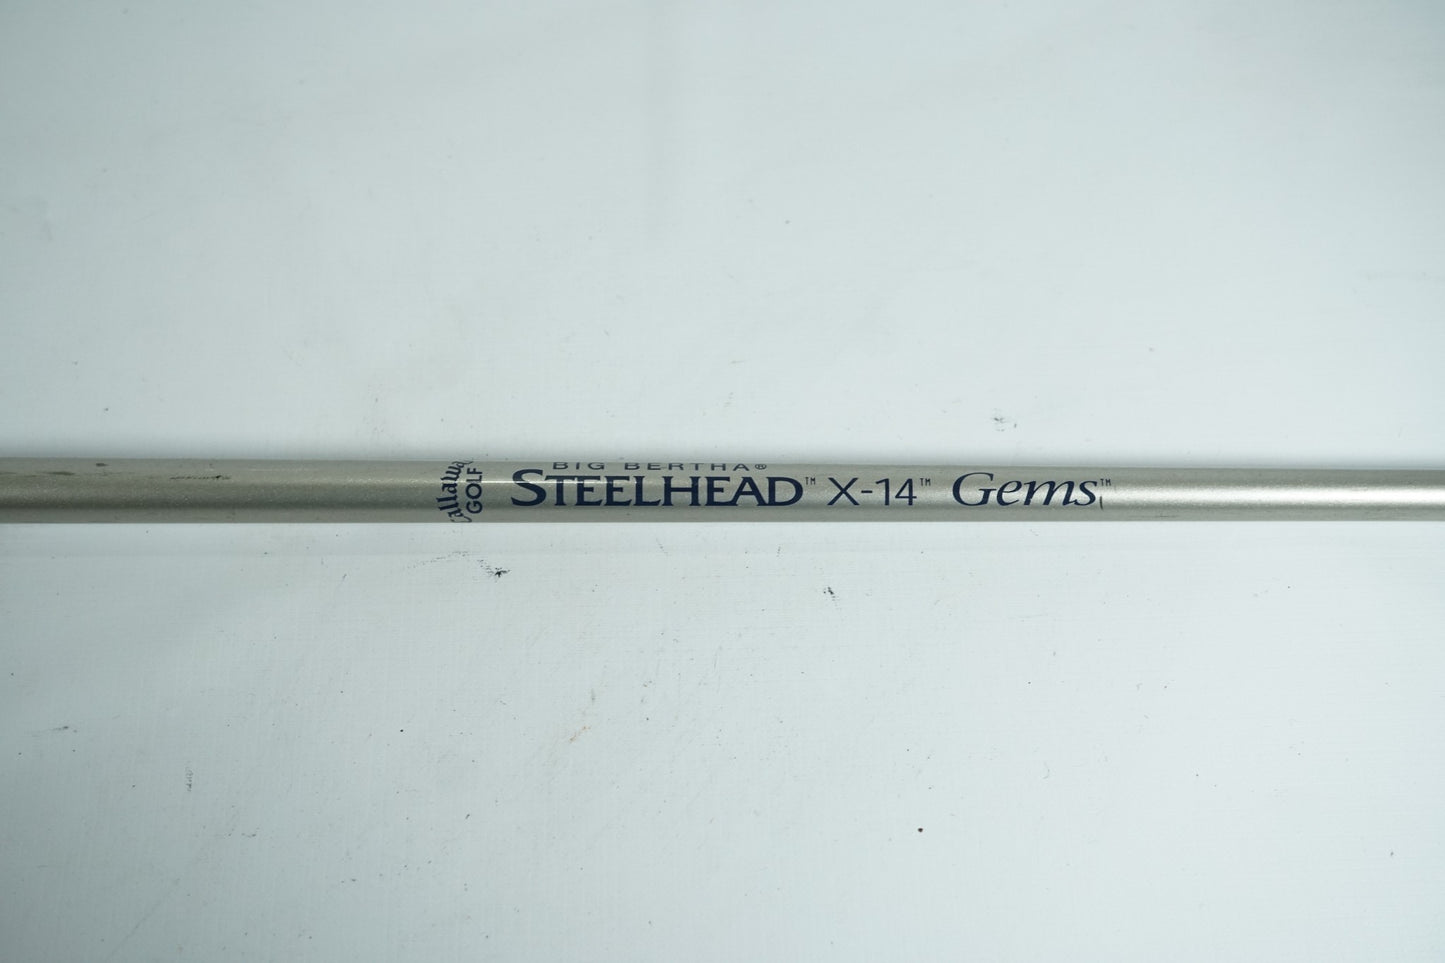 Callaway
GOLF
BIG BERTHA®
STEELHEAD™ X-14™ Gems™